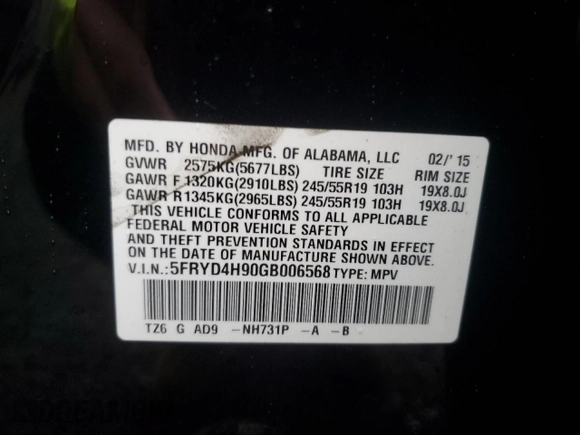 MFD. BY HONDA MFG. OF ALABAMA, LLC 02/'15
GVWR 2575KG(5677LBS) TIRE SIZE RIM SIZE
GAWR F 1320KG(2910LBS) 245/55R19 103H 19X8.0J
GAWR R 1345KG(2965LBS) 245/55R19 103H 19X8.0J
THIS VEHICLE CONFORMS TO ALL APPLICABLE
FEDERAL MOTOR VEHICLE SAFETY
AND THEFT PREVENTION STANDARDS IN EFFECT
ON THE DATE OF MANUFACTURE SHOWN ABOVE.
V.I.N.:5FRYD4H90GB006568 TYPE: MPV
TZ6 G AD9 -NH731P -A -B